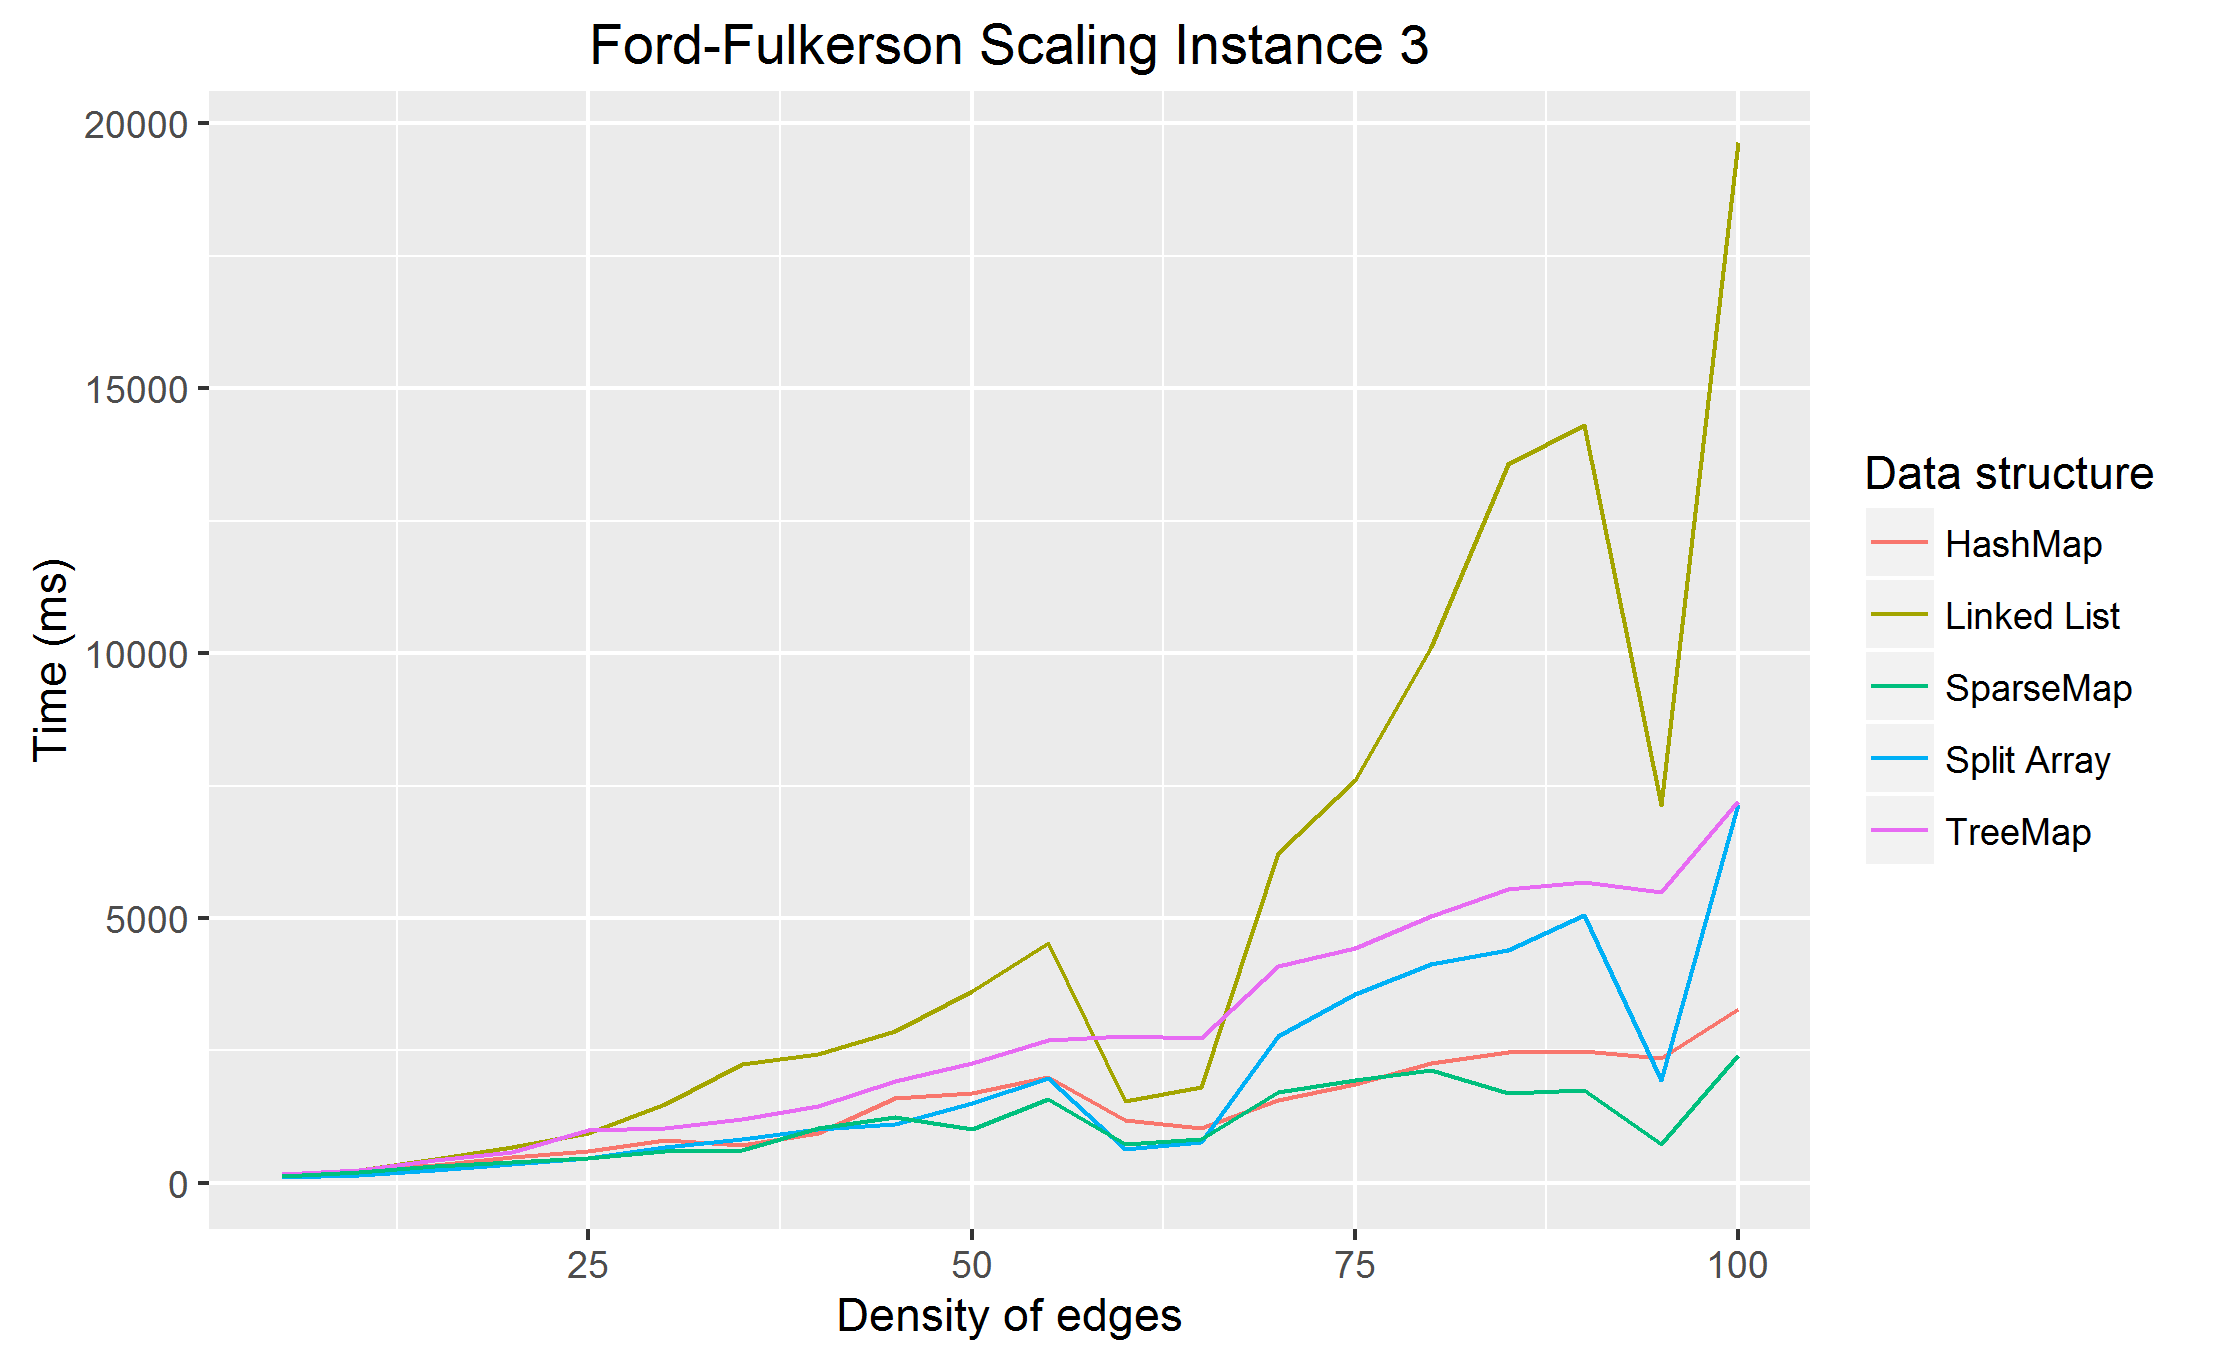 Ford-Fulkerson Scaling Instance 3
20000
15000
10000
5000
0
Time (ms)
25 50 75 100
Density of edges
Data structure
HashMap
Linked List
SparseMap
Split Array
TreeMap